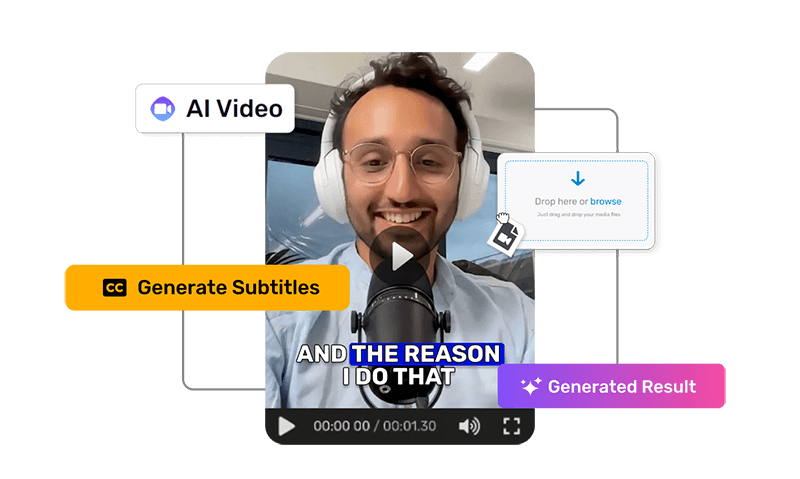 AI Video
Drop here or browse
Just drag and drop your media files
CC Generate Subtitles
AND THE REASON
I DO THAT
Generated Result
00:00 00 / 00:01.30